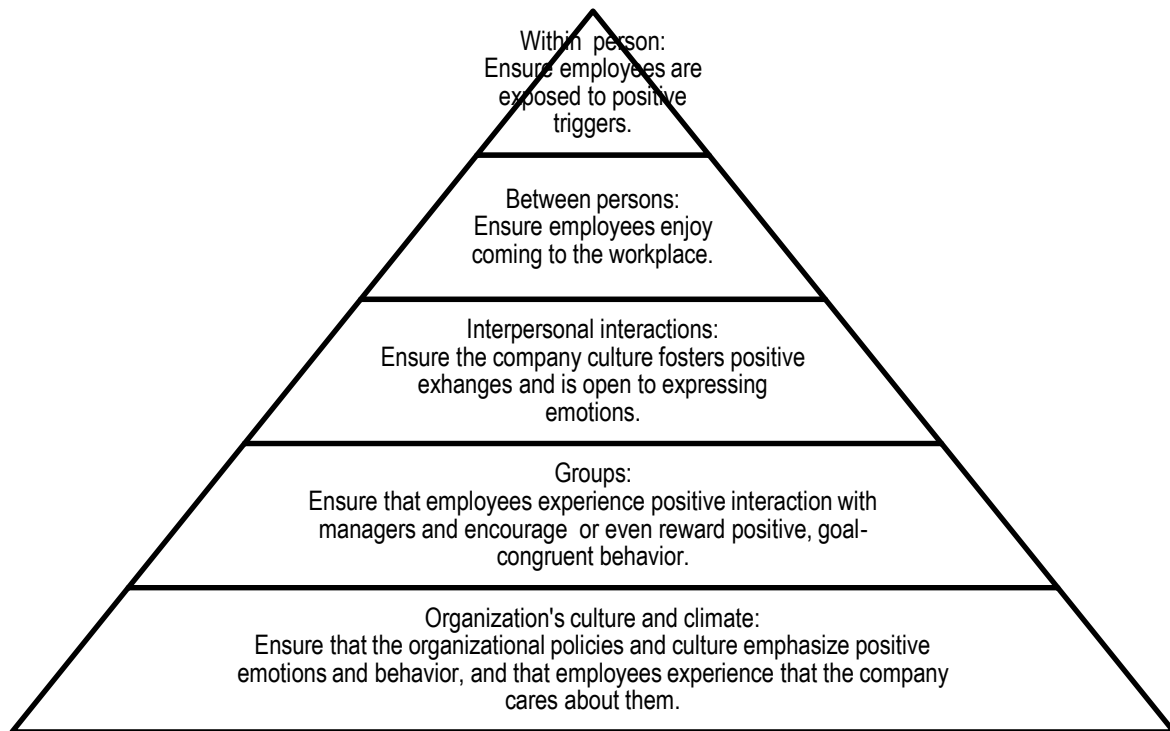 Within person:
Ensure employees are
exposed to positive
triggers.
Between persons:
Ensure employees enjoy
coming to the workplace.
Interpersonal interactions:
Ensure the company culture fosters positive
exhanges and is open to expressing
emotions.
Groups:
Ensure that employees experience positive interaction with
managers and encourage or even reward positive, goal-
congruent behavior.
Organization's culture and climate:
Ensure that the organizational policies and culture emphasize positive
emotions and behavior, and that employees experience that the company
cares about them.